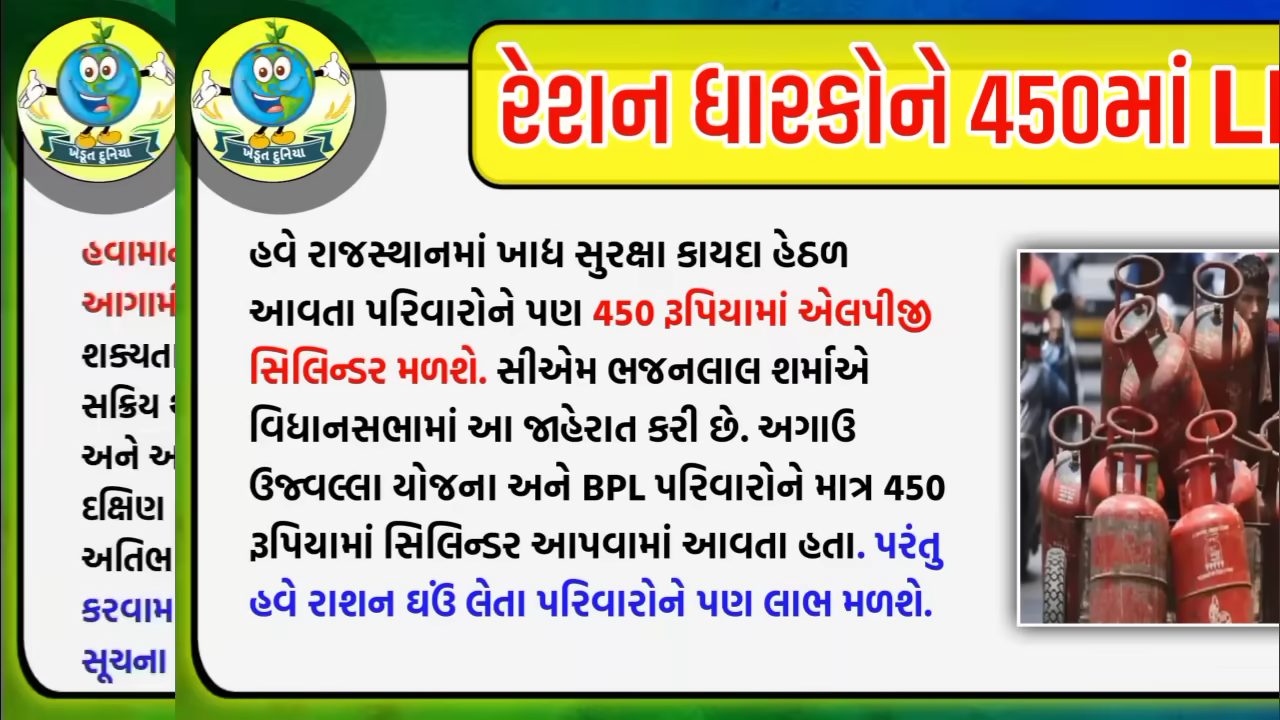 ખેડૂત દુનિયા
ખેડૂત દુનિયા
રેશન ધારકોને 450માં
હવે રાજસ્થાનમાં ખાદ્ય સુરક્ષા કાયદા હેઠળ
આવતા પરિવારોને પણ 450 રૂપિયામાં એલપીજી
સિલિન્ડર મળશે. સીએમ ભજનલાલ શર્માએ
વિધાનસભામાં આ જાહેરાત કરી છે. અગાઉ
ઉજ્વલ્લા યોજના અને BPL પરિવારોને માત્ર 450
રૂપિયામાં સિલિન્ડર આપવામાં આવતા હતા. પરંતુ
હવે રાશન ઘઉં લેતા પરિવારોને પણ લાભ મળશે.
સક્રિય
અને
દક્ષિણ
સૂચના